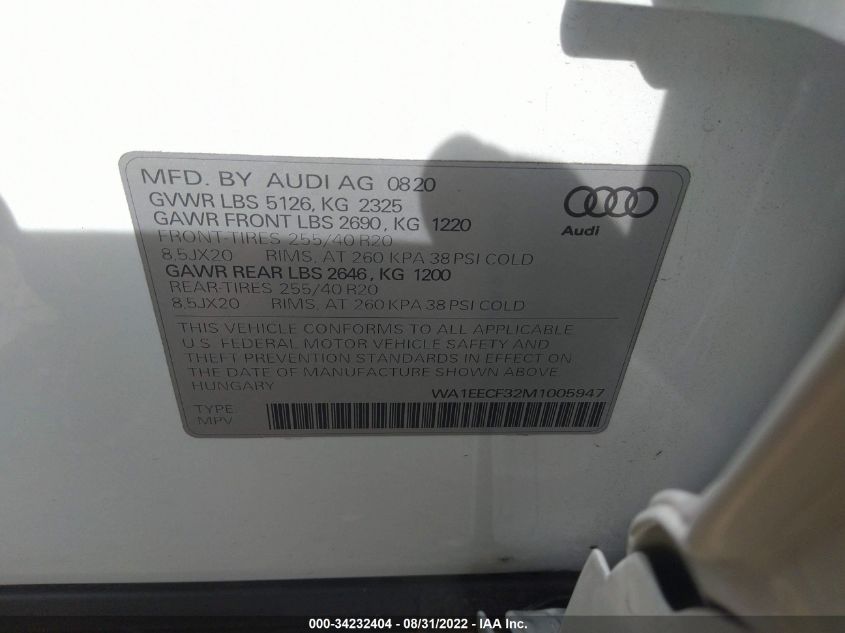 MFD. BY AUDI AG 0820
GVWR LBS 5126, KG 2325
GAWR FRONT LBS 2690, KG 1220
FRONT-TIRES 255/40 R20
8,5JX20 RIMS, AT 260 KPA 38 PSI COLD
GAWR REAR LBS 2646, KG 1200
REAR-TIRES 255/40 R20
8,5JX20 RIMS, AT 260 KPA 38 PSI COLD
Audi
THIS VEHICLE CONFORMS TO ALL APPLICABLE
U.S. FEDERAL MOTOR VEHICLE SAFETY AND
THEFT PREVENTION STANDARDS IN EFFECT ON
THE DATE OF MANUFACTURE SHOWN ABOVE
HUNGARY
WA1EECF32M1005947
TYPE
MPV
000-34232404 - 08/31/2022 - IAA Inc.